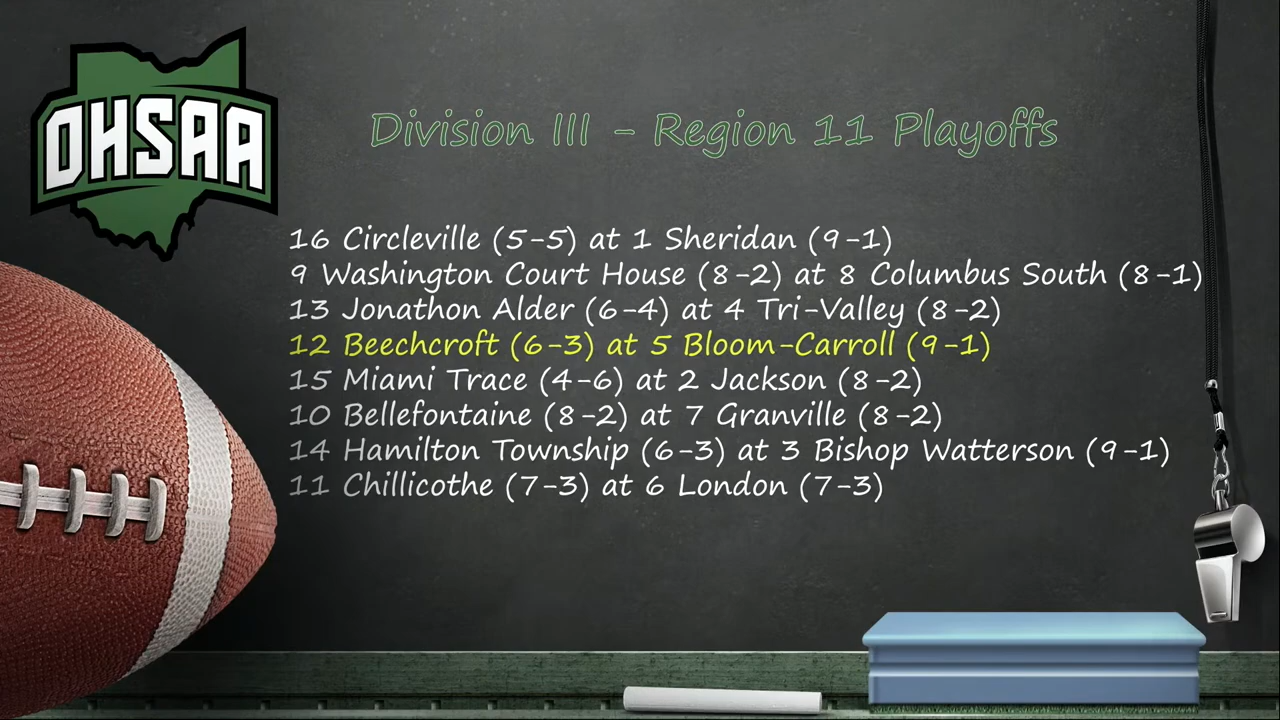 OHSAA
Division III - Region 11 Playoffs
16 Circleville (5-5) at 1 Sheridan (9-1)
9 Washington Court House (8-2) at 8 Columbus South (8-1)
13 Jonathon Alder (6-4) at 4 Tri-Valley (8-2)
12 Beechcroft (6-3) at 5 Bloom-Carroll (9-1)
15 Miami Trace (4-6) at 2 Jackson (8-2)
10 Bellefontaine (8-2) at 7 Granville (8-2)
14 Hamilton Township (6-3) at 3 Bishop Watterson (9-1)
11 Chillicothe (7-3) at 6 London (7-3)